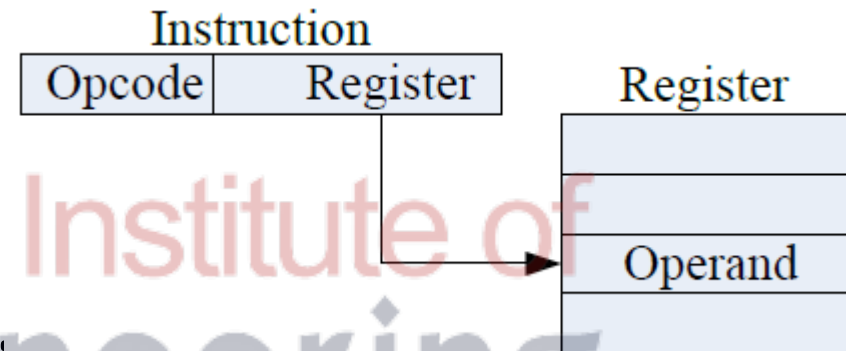 Instruction
Opcode Register
Register
Institute of
Operand